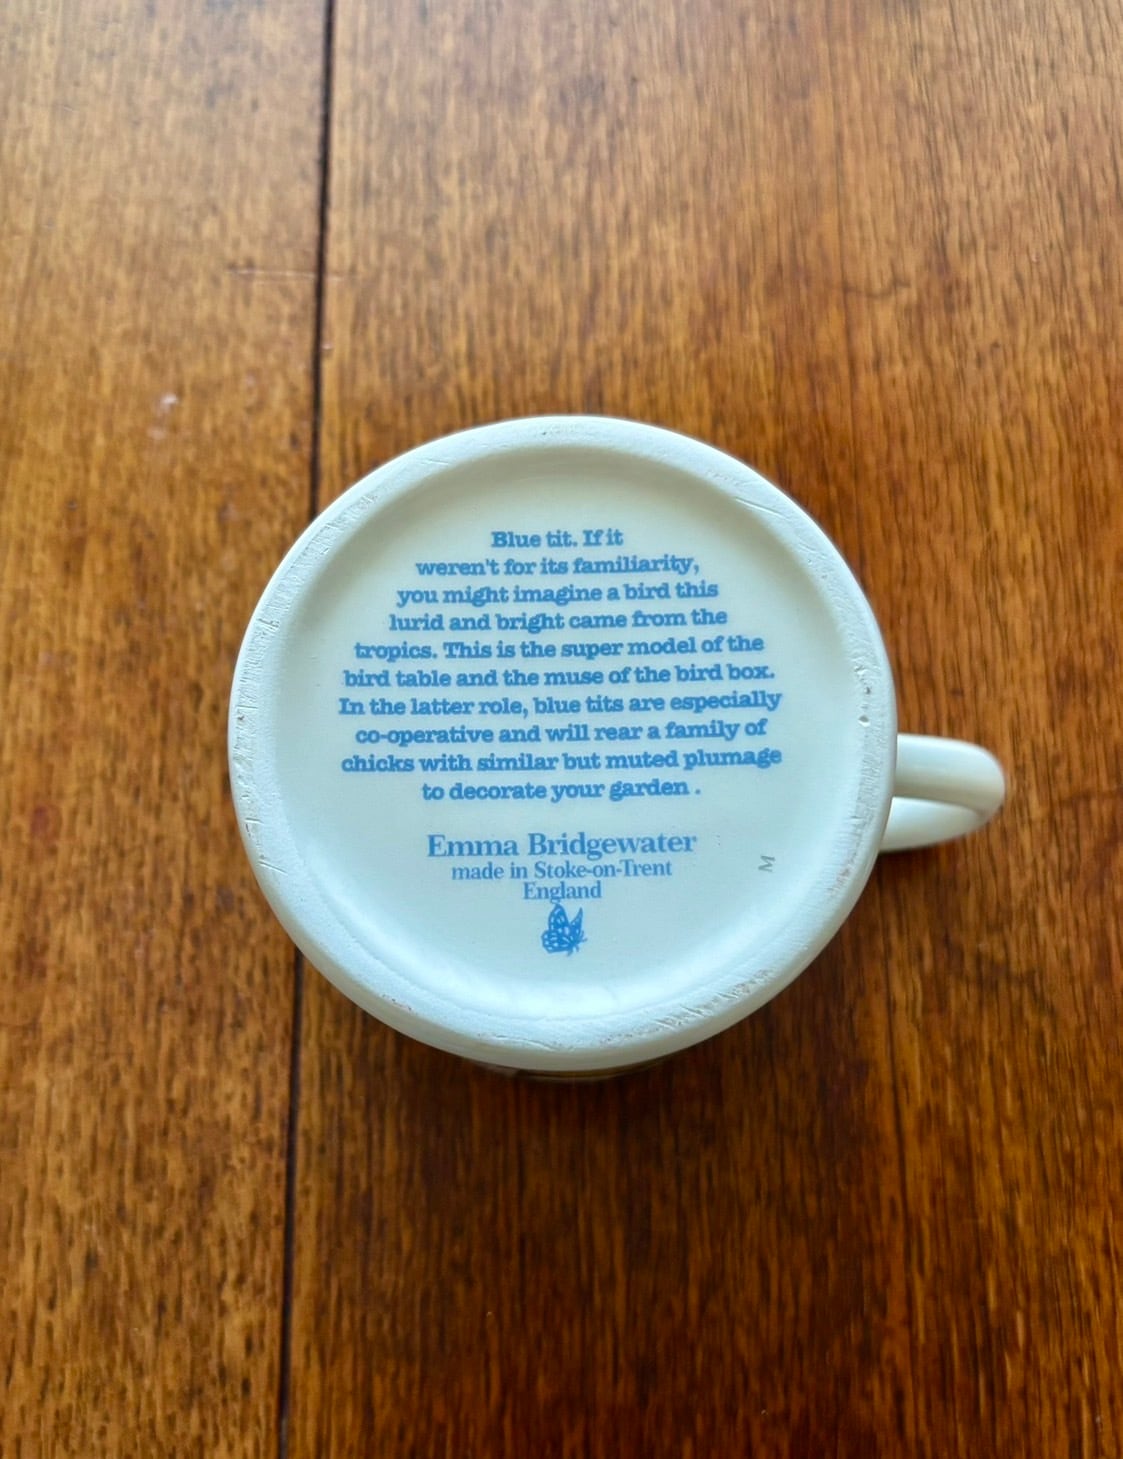 Blue tit. If it
weren't for its familiarity,
you might imagine a bird this
lurid and bright came from the
tropics. This is the super model of the
bird table and the muse of the bird box.
In the latter role, blue tits are especially
co-operative and will rear a family of
chicks with similar but muted plumage
to decorate your garden .
Emma Bridgewater
made in Stoke-on-Trent
England
M